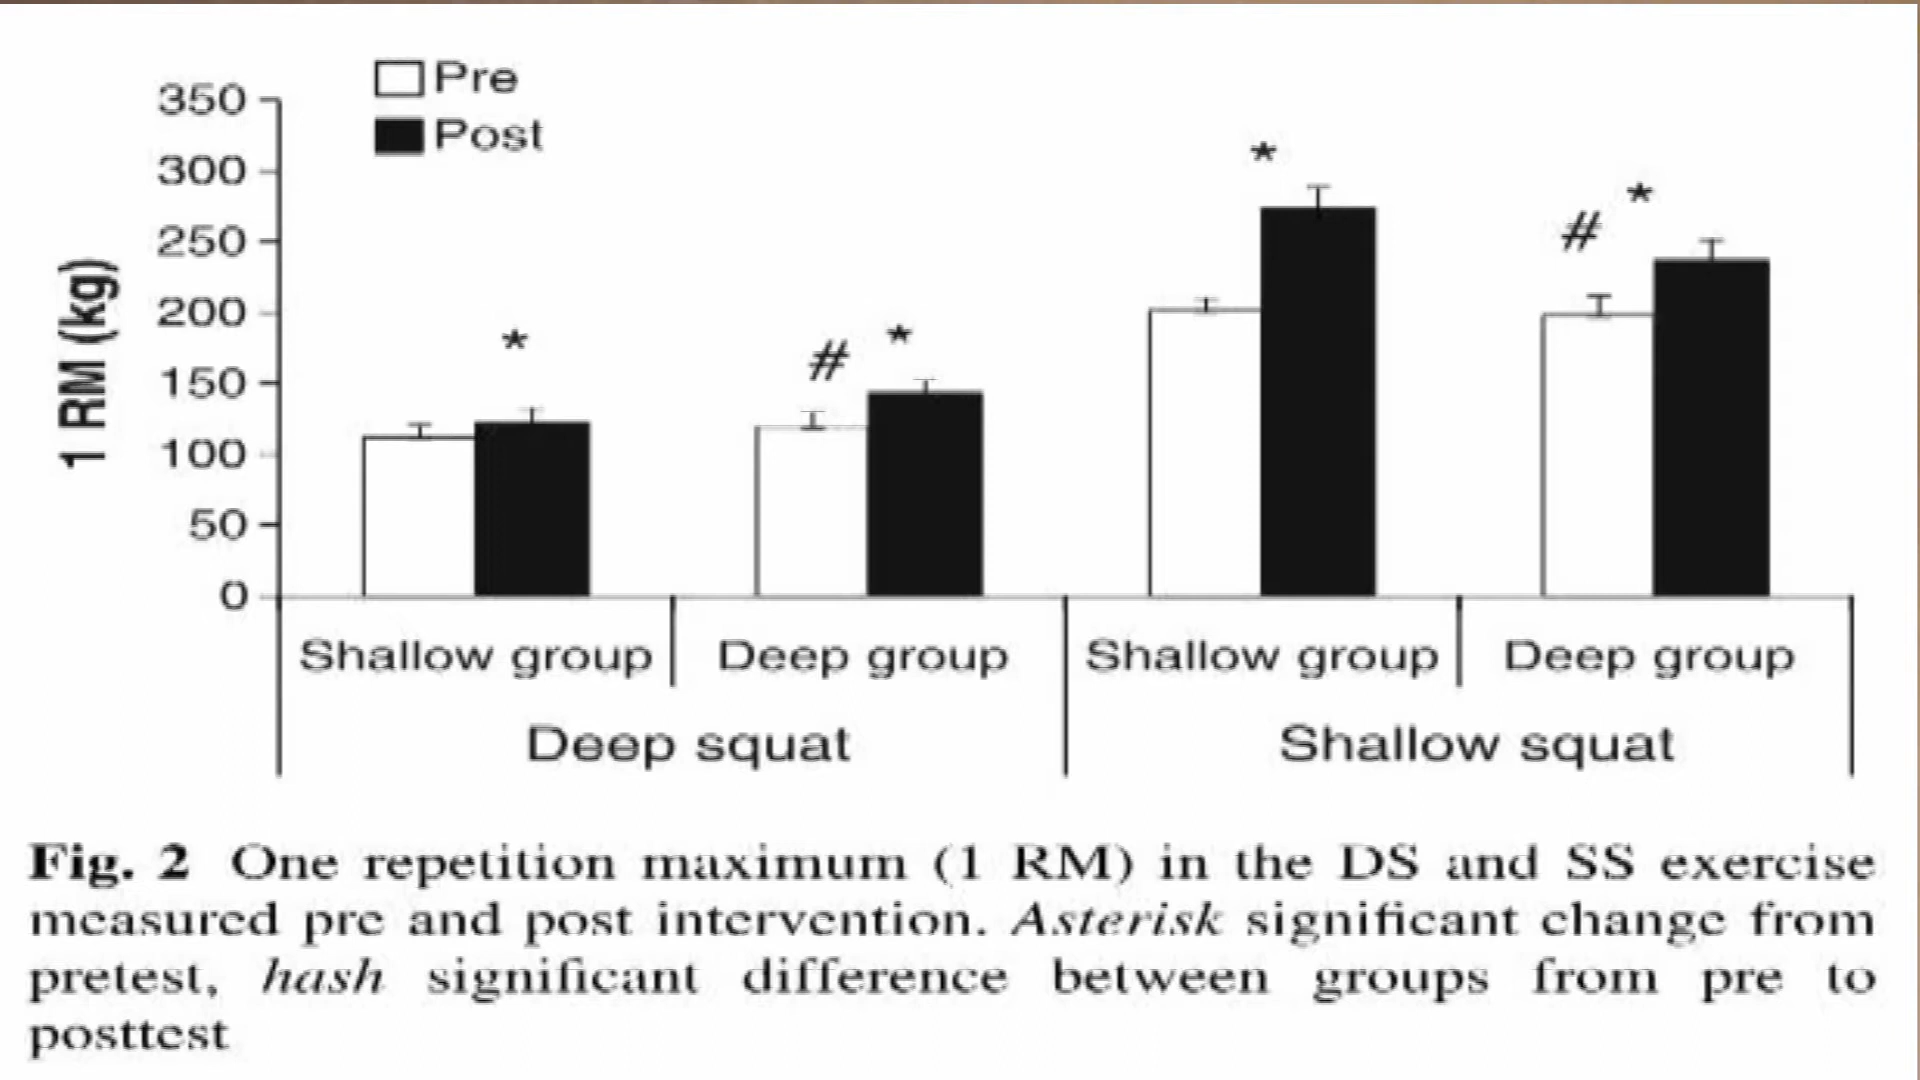 Pre
Post
350
300
250
200
150
100
50
0
1 RM (kg)
*
# *
*
# *
Shallow group
Deep group
Shallow group
Deep group
Deep squat
Shallow squat
Fig. 2 One repetition maximum (1 RM) in the DS and SS exercise
measured pre and post intervention. Asterisk significant change from
pretest, hash significant difference between groups from pre to
posttest